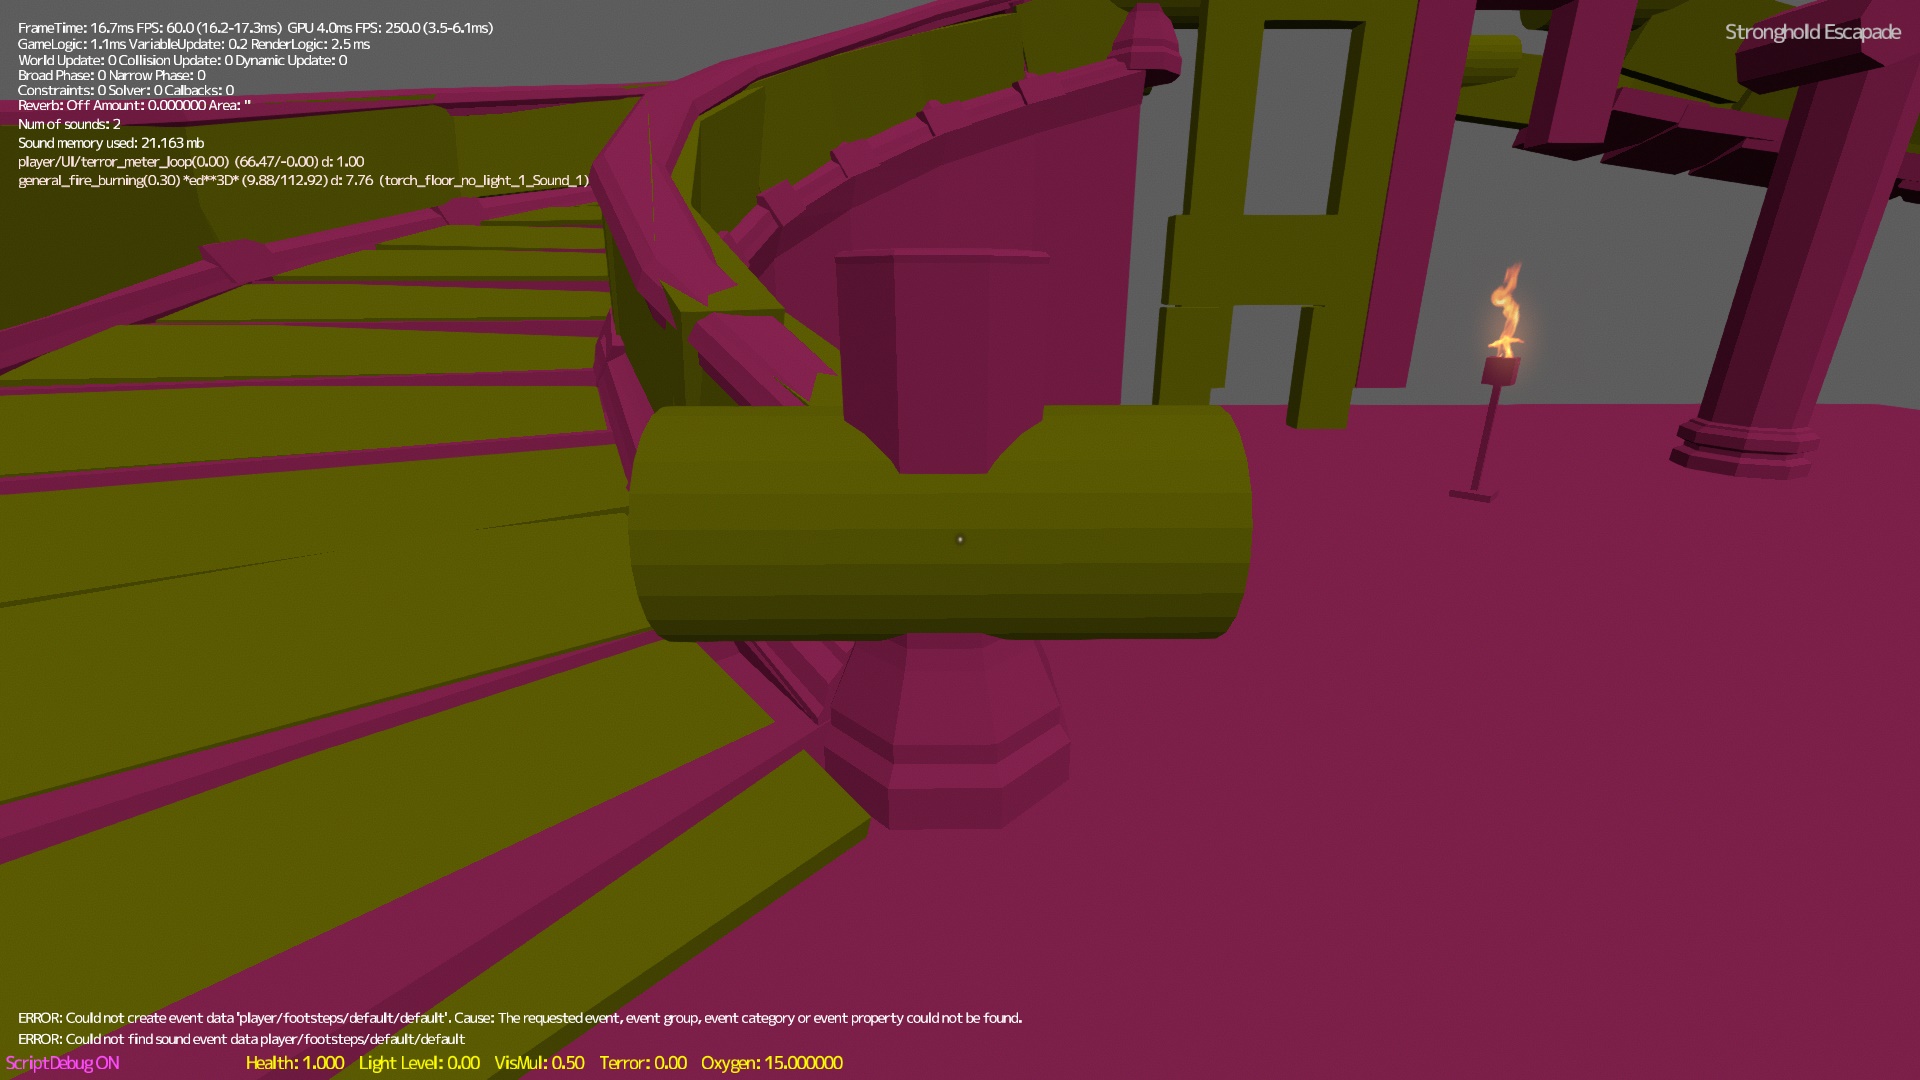 FrameTime: 16.7ms FPS: 60.0 (16.2-17.3ms) GPU 4.0ms FPS: 250.0 (3.5-6.1ms)
GameLogic: 1.1ms VariableUpdate: 0.2 RenderLogic: 2.5 ms
World Update: 0 Collision Update: 0 Dynamic Update: 0
Broad Phase: 0 Narrow Phase: 0
Constraints: 0 Solver: 0 Calbacks: 0
Reverb: Off Amount: 0.000000 Area: ''
Num of sounds: 2
Sound memory used: 21.163 mb
player/UI/terror_meter_loop(0.00) (66.47/-0.00) d: 1.00
general_fire_burning(0.30) *ed**3D* (9.88/112.92) d: 7.76 (torch_floor_no_light_1_Sound_1)
Stronghold Escapade
ERROR: Could not create event data 'player/footsteps/default/default'. Cause: The requested event, event group, event category or event property could not be found.
ERROR: Could not find sound event data player/footsteps/default/default
ScriptDebug ON Health: 1.000 Light Level: 0.00 VisMul: 0.50 Terror: 0.00 Oxygen: 15.000000